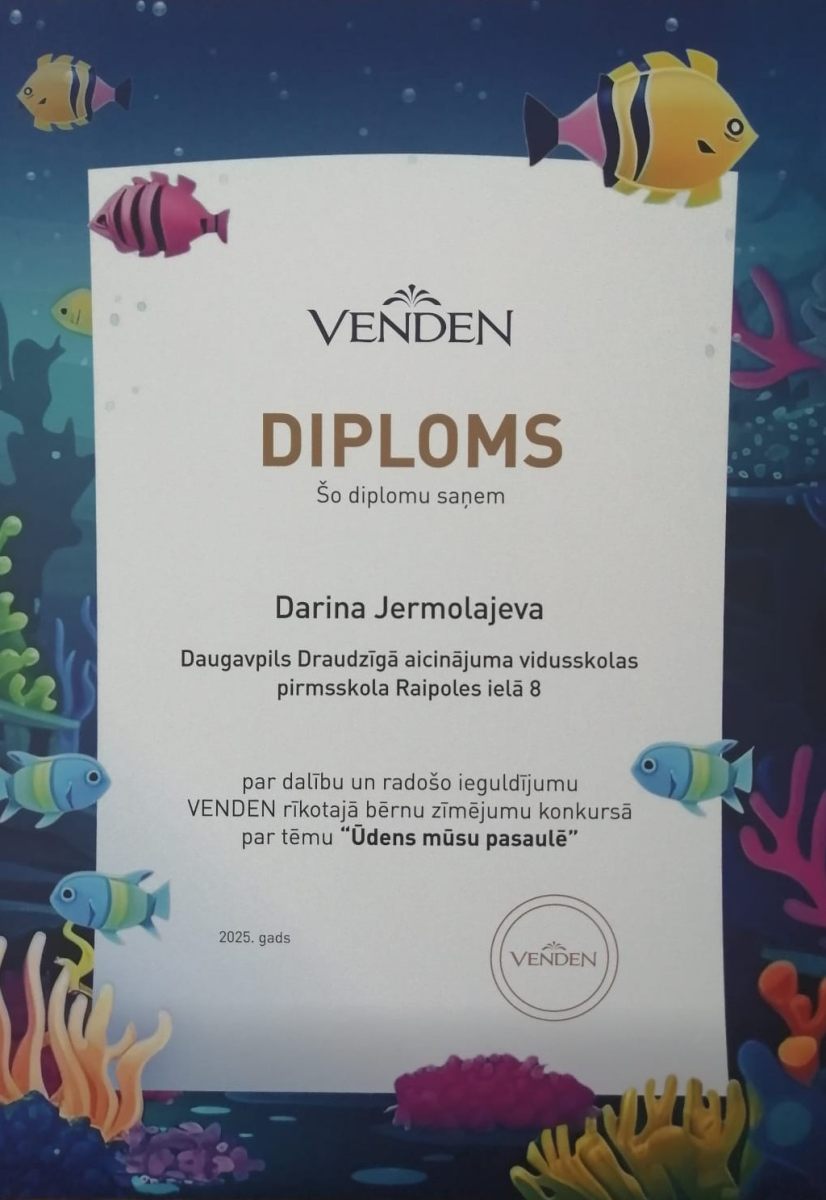 VENDEN
DIPLOMS
Šo diplomu saņem
Darina Jermolajeva
Daugavpils Draudzīgā aicinājuma vidusskolas
pirmsskola Raipoles ielā 8
par dalību un radošo ieguldījumu
VENDEN rīkotajā bērnu zīmējumu konkursā
par tēmu “Ūdens mūsu pasaulē”
2025. gads
VENDEN